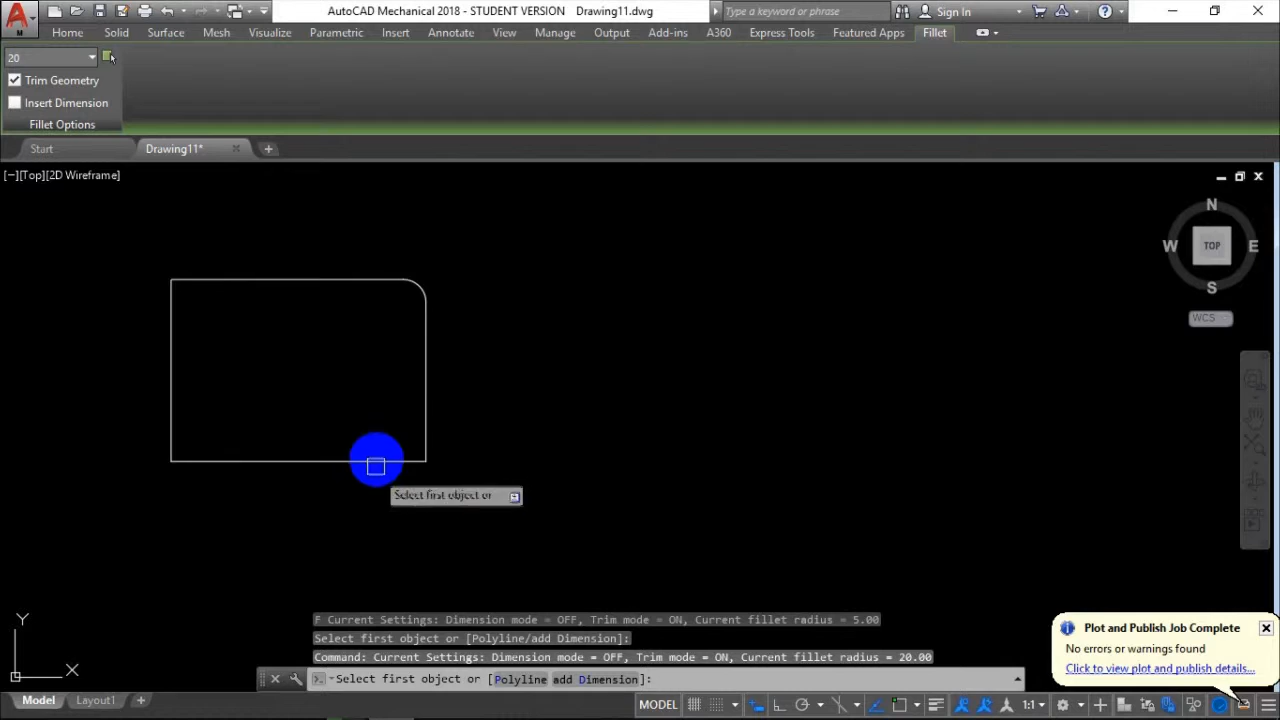 AutoCAD Mechanical 2018 - STUDENT VERSION Drawing11.dwg
Type a keyword or phrase
Sign In
M
Home Solid Surface Mesh Visualize Parametric Insert Annotate View Manage Output Add-ins A360 Express Tools Featured Apps Fillet
20
Trim Geometry
Insert Dimension
Fillet Options
Start Drawing11*
[−][Top][2D Wireframe]
N
W TOP E
S
WCS
Select first object or
F Current Settings: Dimension mode = OFF, Trim mode = ON, Current fillet radius = 5.00
Select first object or [Polyline/add Dimension]:
Command: Current Settings: Dimension mode = OFF, Trim mode = ON, Current fillet radius = 20.00
Select first object or [Polyline add Dimension]:
Y
X
Plot and Publish Job Complete
No errors or warnings found
Click to view plot and publish details...
Model Layout1
MODEL 1:1